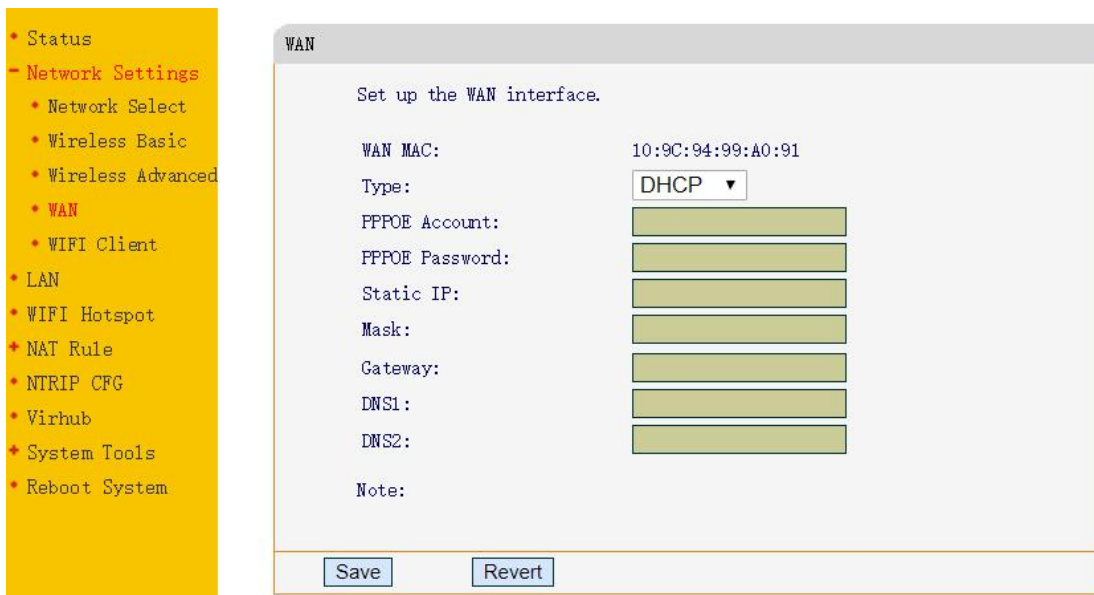 Status
Network Settings
Network Select
Wireless Basic
Wireless Advanced
WAN
WIFI Client
LAN
WIFI Hotspot
NAT Rule
NTRIP CFG
Virhub
System Tools
Reboot System
WAN
Set up the WAN interface.
WAN MAC: 10:9C:94:99:A0:91
Type: DHCP
PPPOE Account:
PPPOE Password:
Static IP:
Mask:
Gateway:
DNS1:
DNS2:
Note:
Save Revert